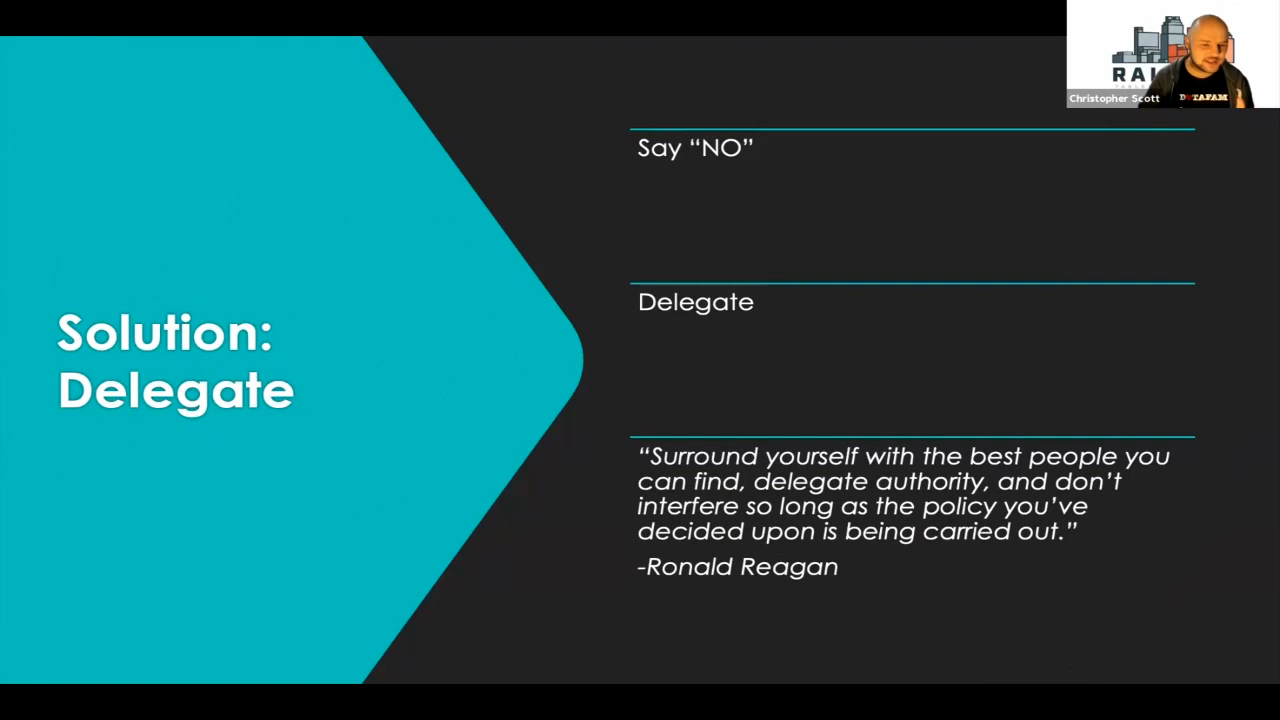 Solution:
Delegate
Say “NO”
Delegate
“Surround yourself with the best people you
can find, delegate authority, and don’t
interfere so long as the policy you’ve
decided upon is being carried out.”
-Ronald Reagan
RAL
Christopher Scott